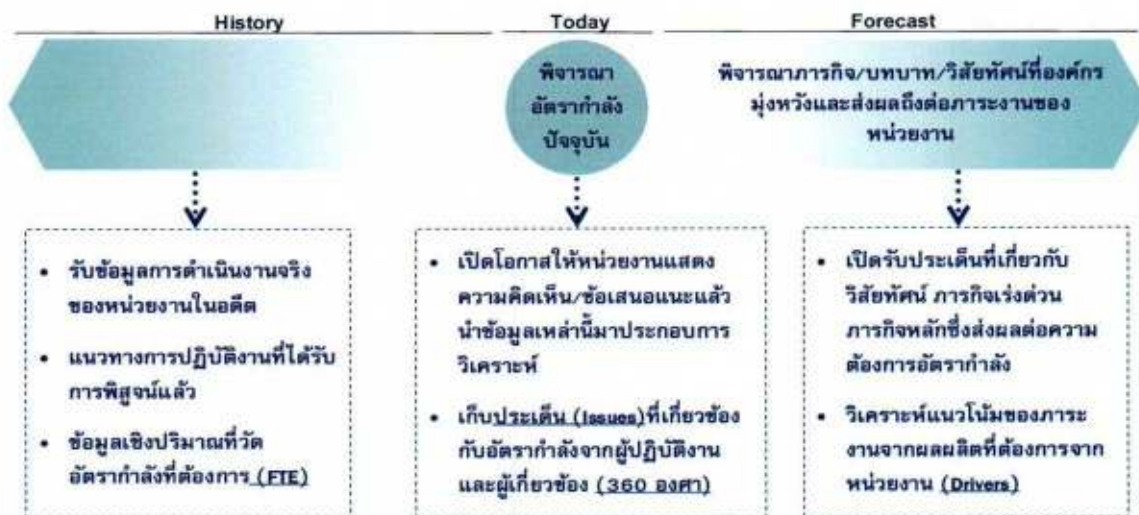 History
Today
Forecast
พิจารณา
อัตรากำลัง
ปัจจุบัน
พิจารณาภารกิจ/บทบาท/วิสัยทัศน์ที่องค์กร
มุ่งหวังและส่งผลถึงต่อภาระงานของ
หน่วยงาน
• รับข้อมูลการดำเนินงานจริง
ของหน่วยงานในอดีต
• แนวทางการปฏิบัติงานที่ได้รับ
การพิสูจน์แล้ว
• ข้อมูลเชิงปริมาณที่วัด
อัตรากำลังที่ต้องการ (FTE)
• เปิดโอกาสให้หน่วยงานแสดง
ความคิดเห็น/ข้อเสนอแนะแล้ว
นำข้อมูลเหล่านี้มาประกอบการ
วิเคราะห์
• เก็บประเด็น (Issues)ที่เกี่ยวข้อง
กับอัตรากำลังจากผู้ปฏิบัติงาน
และผู้เกี่ยวข้อง (360 องศา)
• เปิดรับประเด็นที่เกี่ยวกับ
วิสัยทัศน์ ภารกิจเร่งด่วน
ภารกิจหลักซึ่งส่งผลต่อความ
ต้องการอัตรากำลัง
• วิเคราะห์แนวโน้มของภาระ
งานจากผลผลิตที่ต้องการจาก
หน่วยงาน (Drivers)